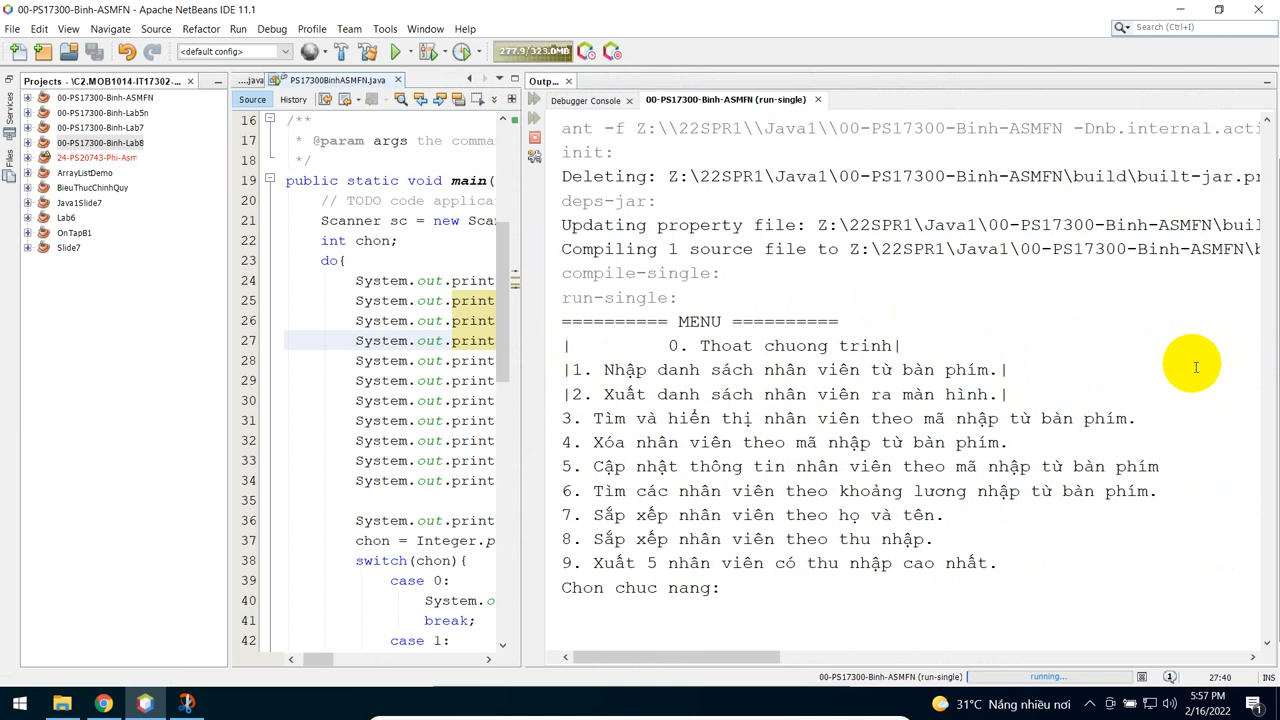 00-PS17300-Binh-ASMFN - Apache NetBeans IDE 11.1
File Edit View Navigate Source Refactor Run Debug Profile Team Tools Window Help
Search (Ctrl+I)
<default config>
277.9/323.0MB
Projects - \C2.MOB1014-IT17302-...
00-PS17300-Binh-ASMFN
00-PS17300-Binh-Lab5n
00-PS17300-Binh-Lab7
00-PS17300-Binh-Lab8
24-PS20743-Phi-Asm
ArrayListDemo
BieuThucChinhQuy
Java1Slide7
Lab6
OnTapB1
Slide7
Services
Files
...java
PS17300BinhASMFN.java
Source History
16 /**
17 * @param args the comma
18 */
19 public static void main(
20 // TODO code applica
21 Scanner sc = new Sca
22 int chon;
23 do{
24 System.out.print
25 System.out.print
26 System.out.print
27 System.out.print
28 System.out.print
29 System.out.print
30 System.out.print
31 System.out.print
32 System.out.print
33 System.out.print
34 System.out.print
35
36 System.out.print
37 chon = Integer.p
38 switch(chon){
39 case 0:
40 System.o
41 break;
42 case 1:
Outp...
Debugger Console
00-PS17300-Binh-ASMFN (run-single)
ant -f Z:\\22SPR1\\Java1\\00-PS17300-Binh-ASMFN -Dnb.internal.acti
init:
Deleting: Z:\22SPR1\Java1\00-PS17300-Binh-ASMFN\build\built-jar.pr
deps-jar:
Updating property file: Z:\22SPR1\Java1\00-PS17300-Binh-ASMFN\buil
Compiling 1 source file to Z:\22SPR1\Java1\00-PS17300-Binh-ASMFN\b
compile-single:
run-single:
========== MENU ==========
| 0. Thoat chuong trinh|
|1. Nhập danh sách nhân viên từ bàn phím.|
|2. Xuất danh sách nhân viên ra màn hình.|
3. Tìm và hiển thị nhân viên theo mã nhập từ bàn phím.
4. Xóa nhân viên theo mã nhập từ bàn phím.
5. Cập nhật thông tin nhân viên theo mã nhập từ bàn phím
6. Tìm các nhân viên theo khoảng lương nhập từ bàn phím.
7. Sắp xếp nhân viên theo họ và tên.
8. Sắp xếp nhân viên theo thu nhập.
9. Xuất 5 nhân viên có thu nhập cao nhất.
Chon chuc nang:
00-PS17300-Binh-ASMFN (run-single)
running...
1
27:40
INS
31°C Nắng nhiều nơi
5:57 PM
2/16/2022
1